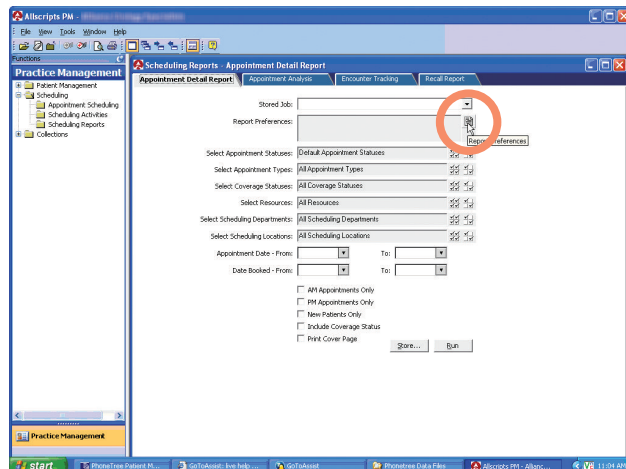 Allscripts PM -
File View Tools Window Help
Functions
Practice Management
Patient Management
Scheduling
Appointment Scheduling
Scheduling Activities
Scheduling Reports
Collections
Practice Management
Scheduling Reports - Appointment Detail Report
Appointment Detail Report Appointment Analysis Encounter Tracking Recall Report
Stored Job:
Report Preferences:
Report Preferences
Select Appointment Statuses: Default Appointment Statuses
Select Appointment Types: All Appointment Types
Select Coverage Statuses: All Coverage Statuses
Select Resources: All Resources
Select Scheduling Departments: All Scheduling Departments
Select Scheduling Locations: All Scheduling Locations
Appointment Date - From: To:
Date Booked - From: To:
AM Appointments Only
PM Appointments Only
New Patients Only
Include Coverage Status
Print Cover Page
Store... Run
start PhoneTree Patient M... GoToAssist: live help ... GoToAssist Phonetree Data Files Allscripts PM - Allianc... 11:04 AM